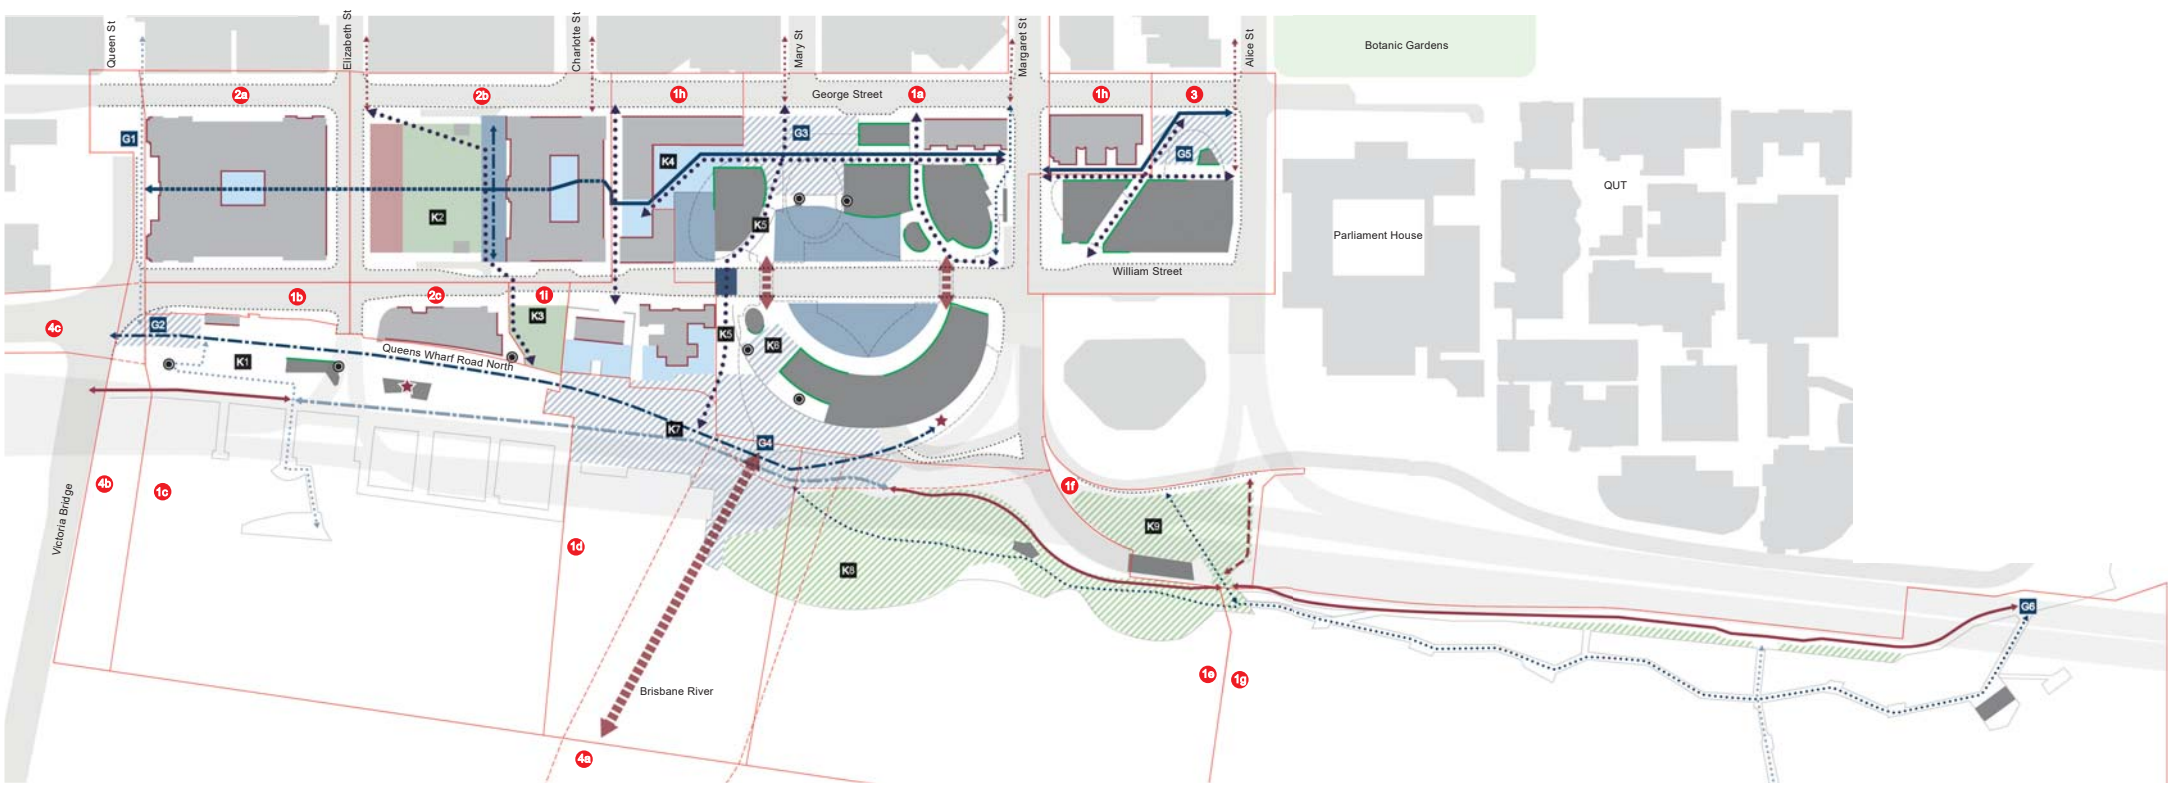 Queen St
Elizabeth St
Charlotte St
Mary St
Margaret St
Alice St
Botanic Gardens
2a
2b
1h
George Street
1a
1h
3
G1
G3
K4
G5
QUT
K2
K5
Parliament House
William Street
1b
2c
1i
4c
G2
K3
K5
K6
K1
Queens Wharf Road North
K7
G4
4b
1c
1f
Victoria Bridge
K9
1d
K8
G6
1e
1g
Brisbane River
4a